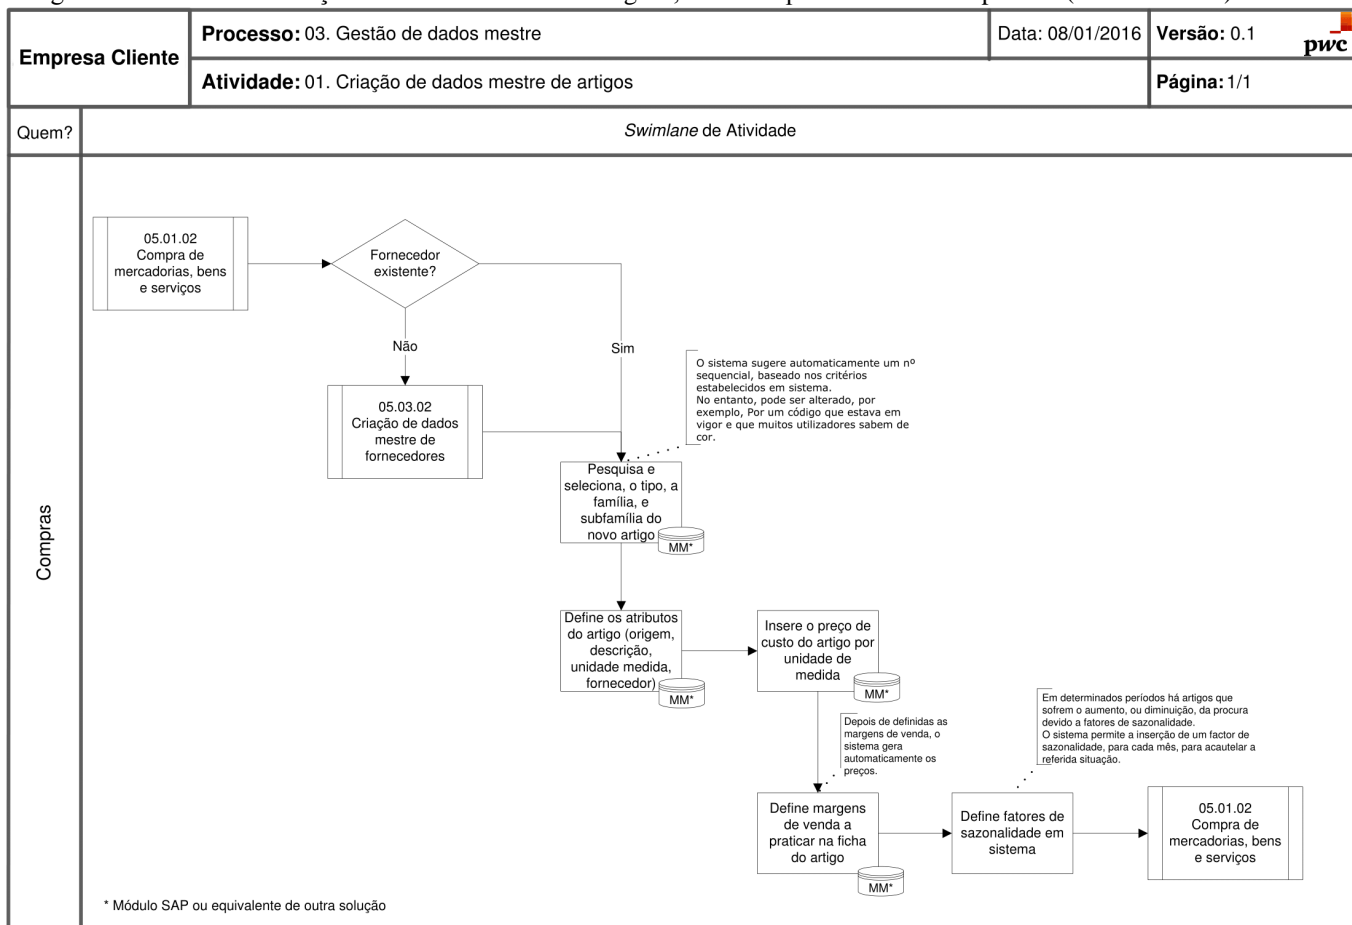 Empresa Cliente
Processo: 03. Gestão de dados mestre
Data: 08/01/2016
Versão: 0.1
pwc
Atividade: 01. Criação de dados mestre de artigos
Página: 1/1
Quem?
Swimlane de Atividade
Compras
05.01.02
Compra de
mercadorias, bens
e serviços
Fornecedor
existente?
Não
Sim
05.03.02
Criação de dados
mestre de
fornecedores
O sistema sugere automaticamente um nº
sequencial, baseado nos critérios
estabelecidos em sistema.
No entanto, pode ser alterado, por
exemplo, Por um código que estava em
vigor e que muitos utilizadores sabem de
cor.
Pesquisa e
seleciona, o tipo, a
família, e
subfamília do
novo artigo
MM*
Define os atributos
do artigo (origem,
descrição,
unidade medida,
fornecedor)
MM*
Insere o preço de
custo do artigo por
unidade de
medida
MM*
Depois de definidas as
margens de venda, o
sistema gera
automaticamente os
preços.
Em determinados períodos há artigos que
sofrem o aumento, ou diminuição, da procura
devido a fatores de sazonalidade.
O sistema permite a inserção de um factor de
sazonalidade, para cada mês, para acautelar a
referida situação.
Define margens
de venda a
praticar na ficha
do artigo
MM*
Define fatores de
sazonalidade em
sistema
05.01.02
Compra de
mercadorias, bens
e serviços
* Módulo SAP ou equivalente de outra solução